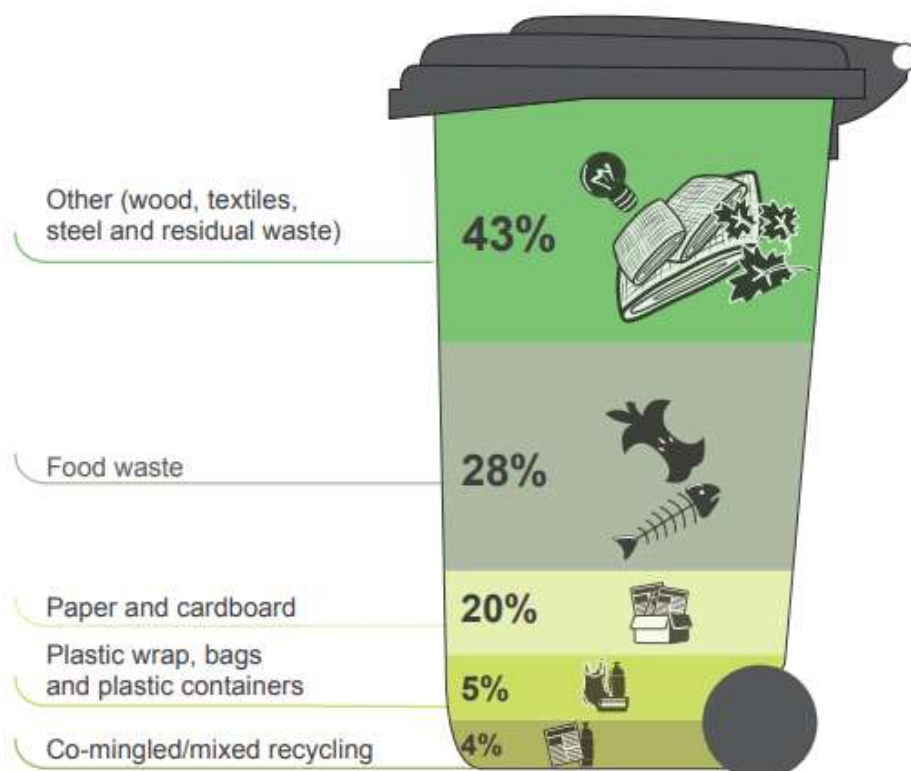 Other (wood, textiles,
steel and residual waste)
43%
Food waste
28%
Paper and cardboard
20%
Plastic wrap, bags
and plastic containers
5%
Co-mingled/mixed recycling
4%